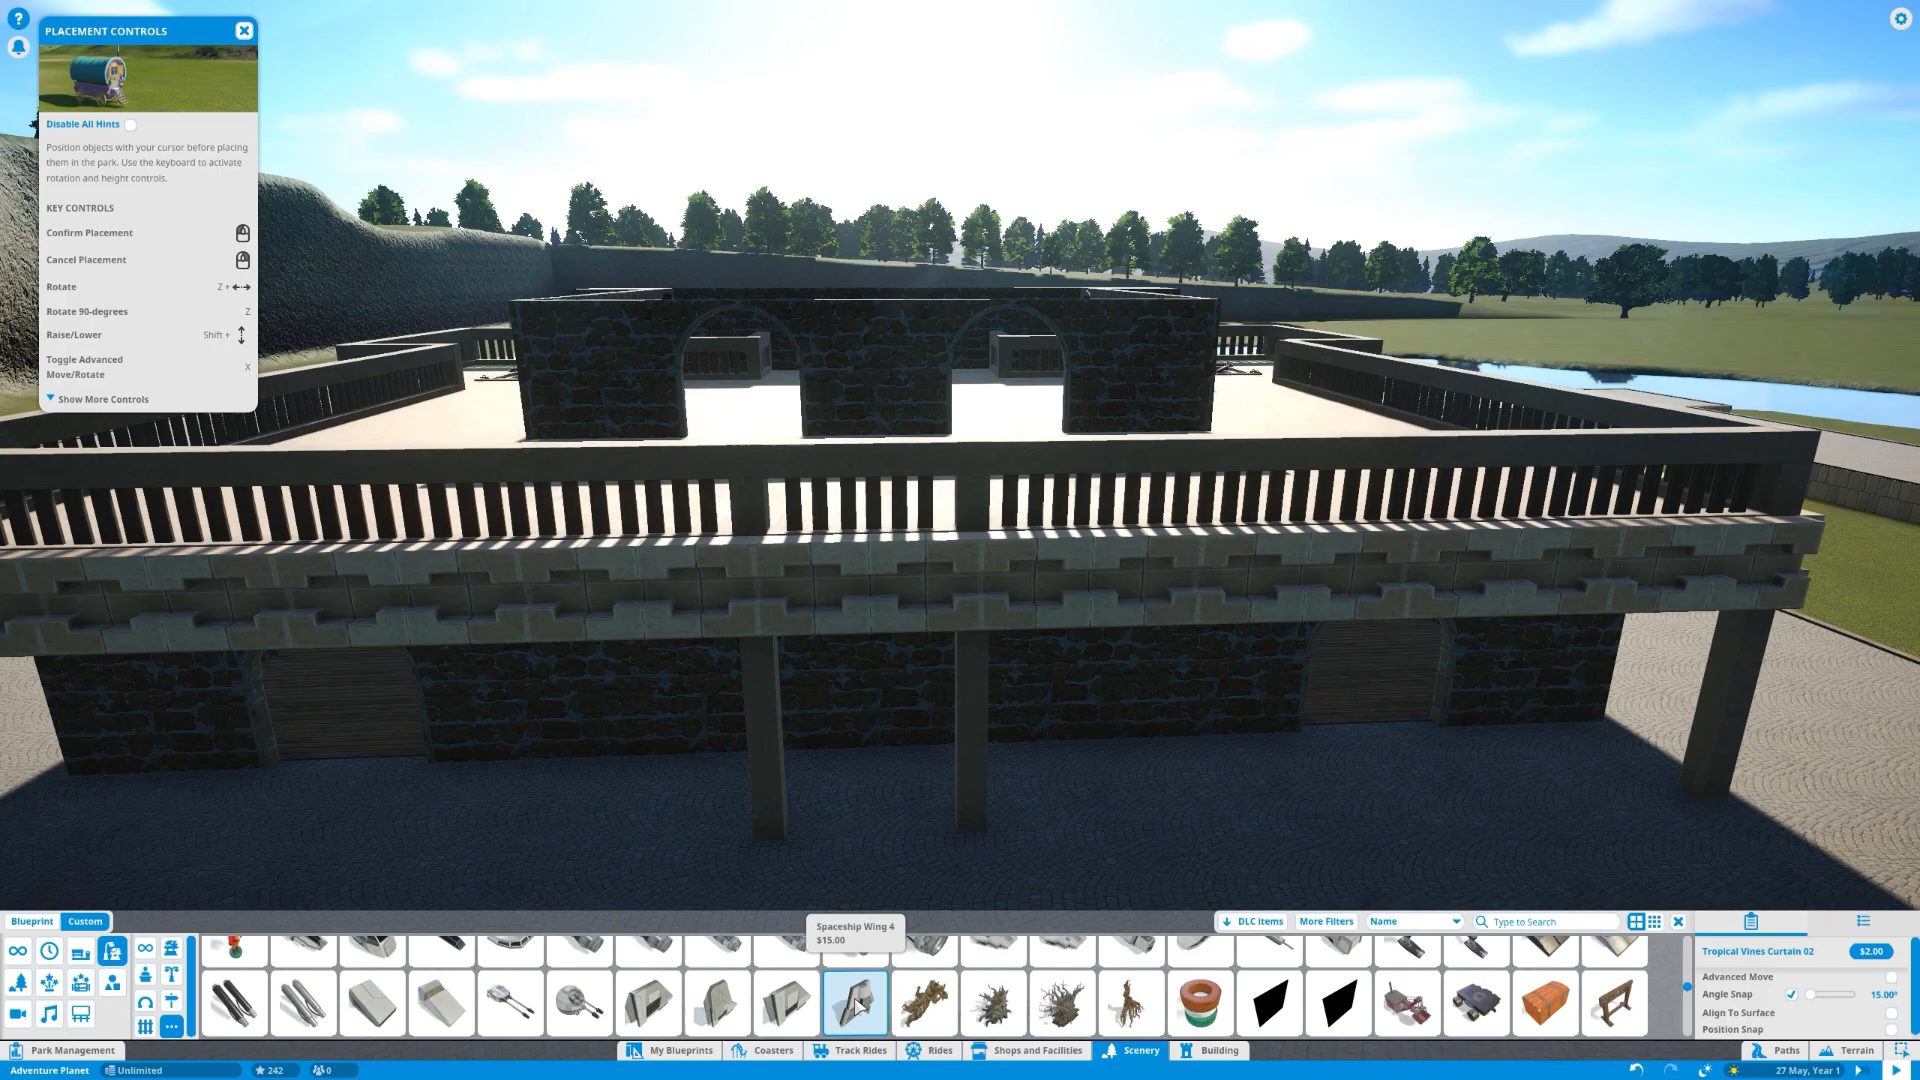 PLACEMENT CONTROLS
Disable All Hints
Position objects with your cursor before placing
them in the park. Use the keyboard to activate
rotation and height controls.
KEY CONTROLS
Confirm Placement
Cancel Placement
Rotate Z +
Rotate 90-degrees Z
Raise/Lower Shift +
Toggle Advanced
Move/Rotate X
Show More Controls
Spaceship Wing 4
$15.00
Blueprint Custom
DLC items More Filters Name Type to Search
Tropical Vines Curtain 02 $2.00
Advanced Move
Angle Snap 15.00°
Align To Surface
Position Snap
Park Management My Blueprints Coasters Track Rides Rides Shops and Facilities Scenery Building Paths Terrain
Adventure Planet Unlimited 242 0 27 May, Year 1